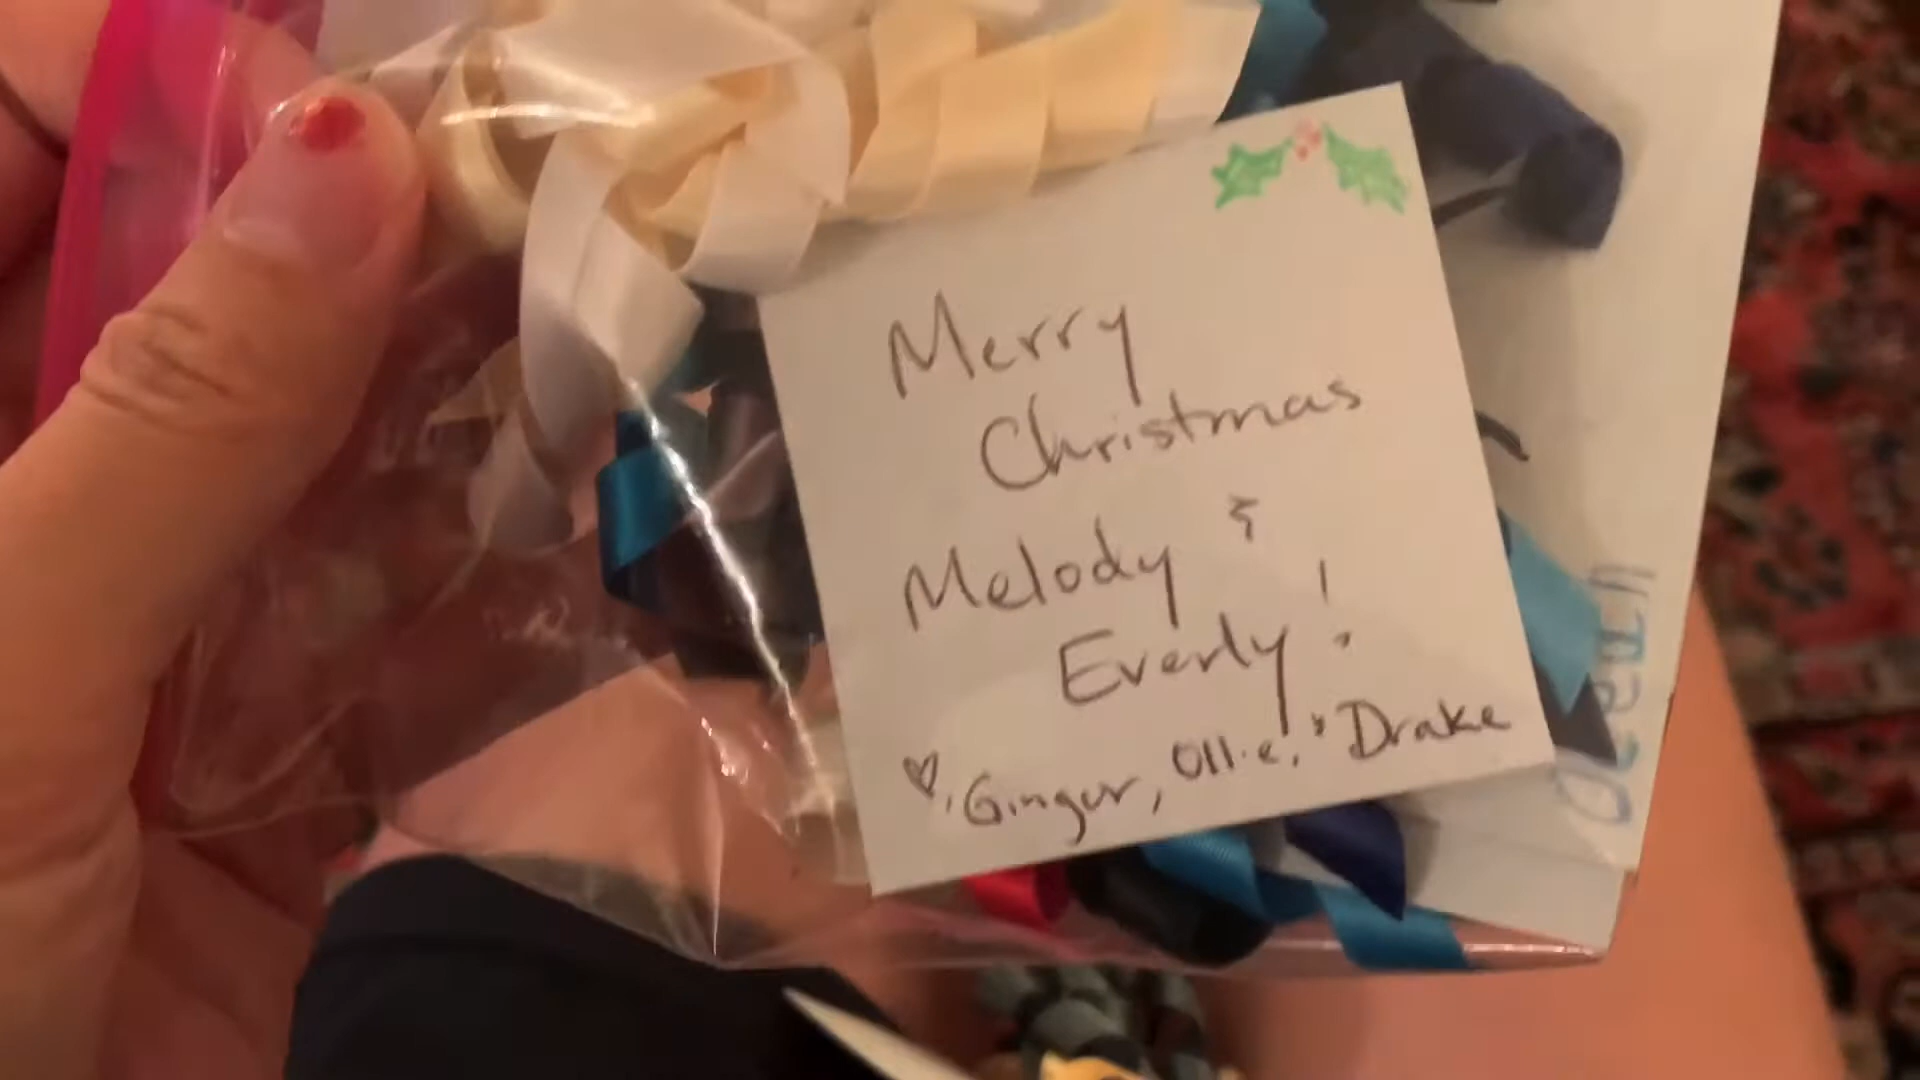 Merry
Christmas
Melody &
Everly!
♡, Ginger, Ollie, & Drake